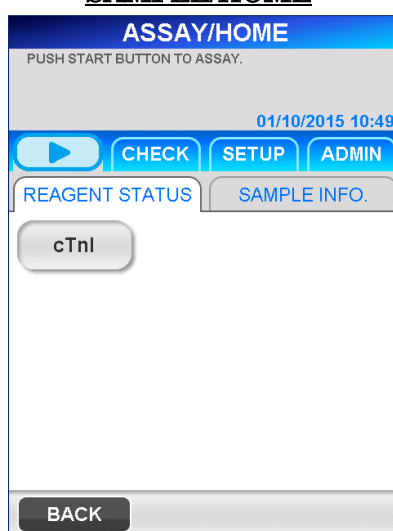 ASSAY/HOME
PUSH START BUTTON TO ASSAY.
01/10/2015 10:49
CHECK SETUP ADMIN
REAGENT STATUS SAMPLE INFO.
cTnI
BACK